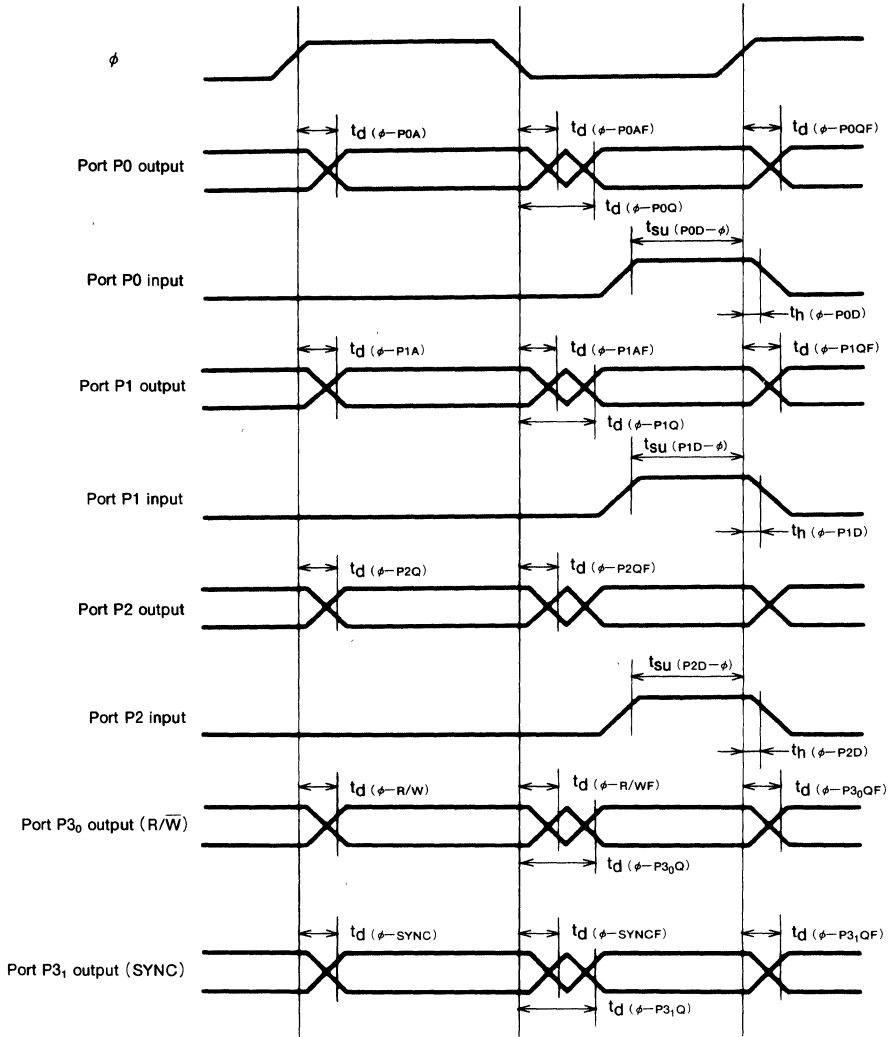 ϕ
td (ϕ−P0A) td (ϕ−P0AF) td (ϕ−P0QF)
Port P0 output
td (ϕ−P0Q)
tsu (P0D−ϕ)
Port P0 input
th (ϕ−P0D)
td (ϕ−P1A) td (ϕ−P1AF) td (ϕ−P1QF)
Port P1 output
td (ϕ−P1Q)
tsu (P1D−ϕ)
Port P1 input
th (ϕ−P1D)
td (ϕ−P2Q) td (ϕ−P2QF)
Port P2 output
tsu (P2D−ϕ)
Port P2 input
th (ϕ−P2D)
td (ϕ−R/W) td (ϕ−R/WF) td (ϕ−P3₀QF)
Port P3₀ output (R/W̅)
td (ϕ−P3₀Q)
td (ϕ−SYNC) td (ϕ−SYNCF) td (ϕ−P3₁QF)
Port P3₁ output (SYNC)
td (ϕ−P3₁Q)